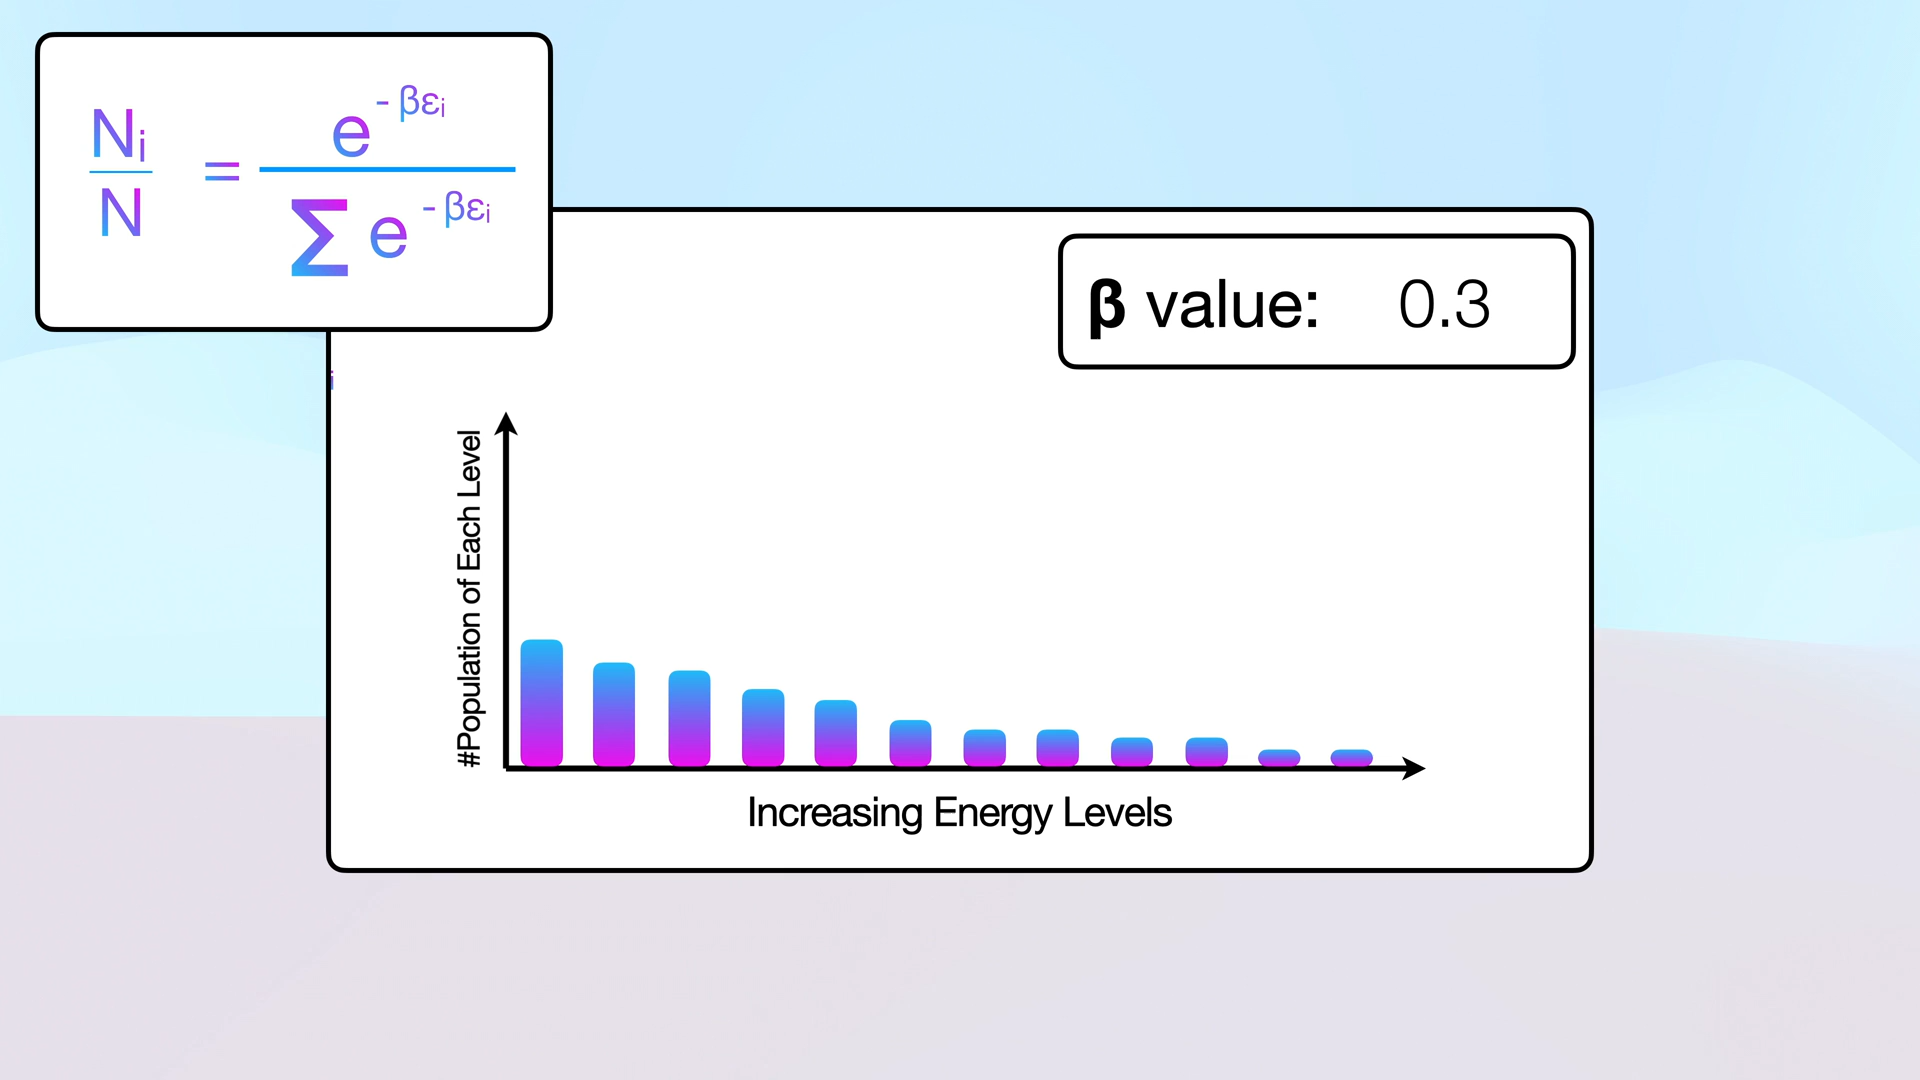 Nᵢ/N = e^(-βεᵢ) / Σ e^(-βεᵢ)
β value: 0.3
i
#Population of Each Level
Increasing Energy Levels